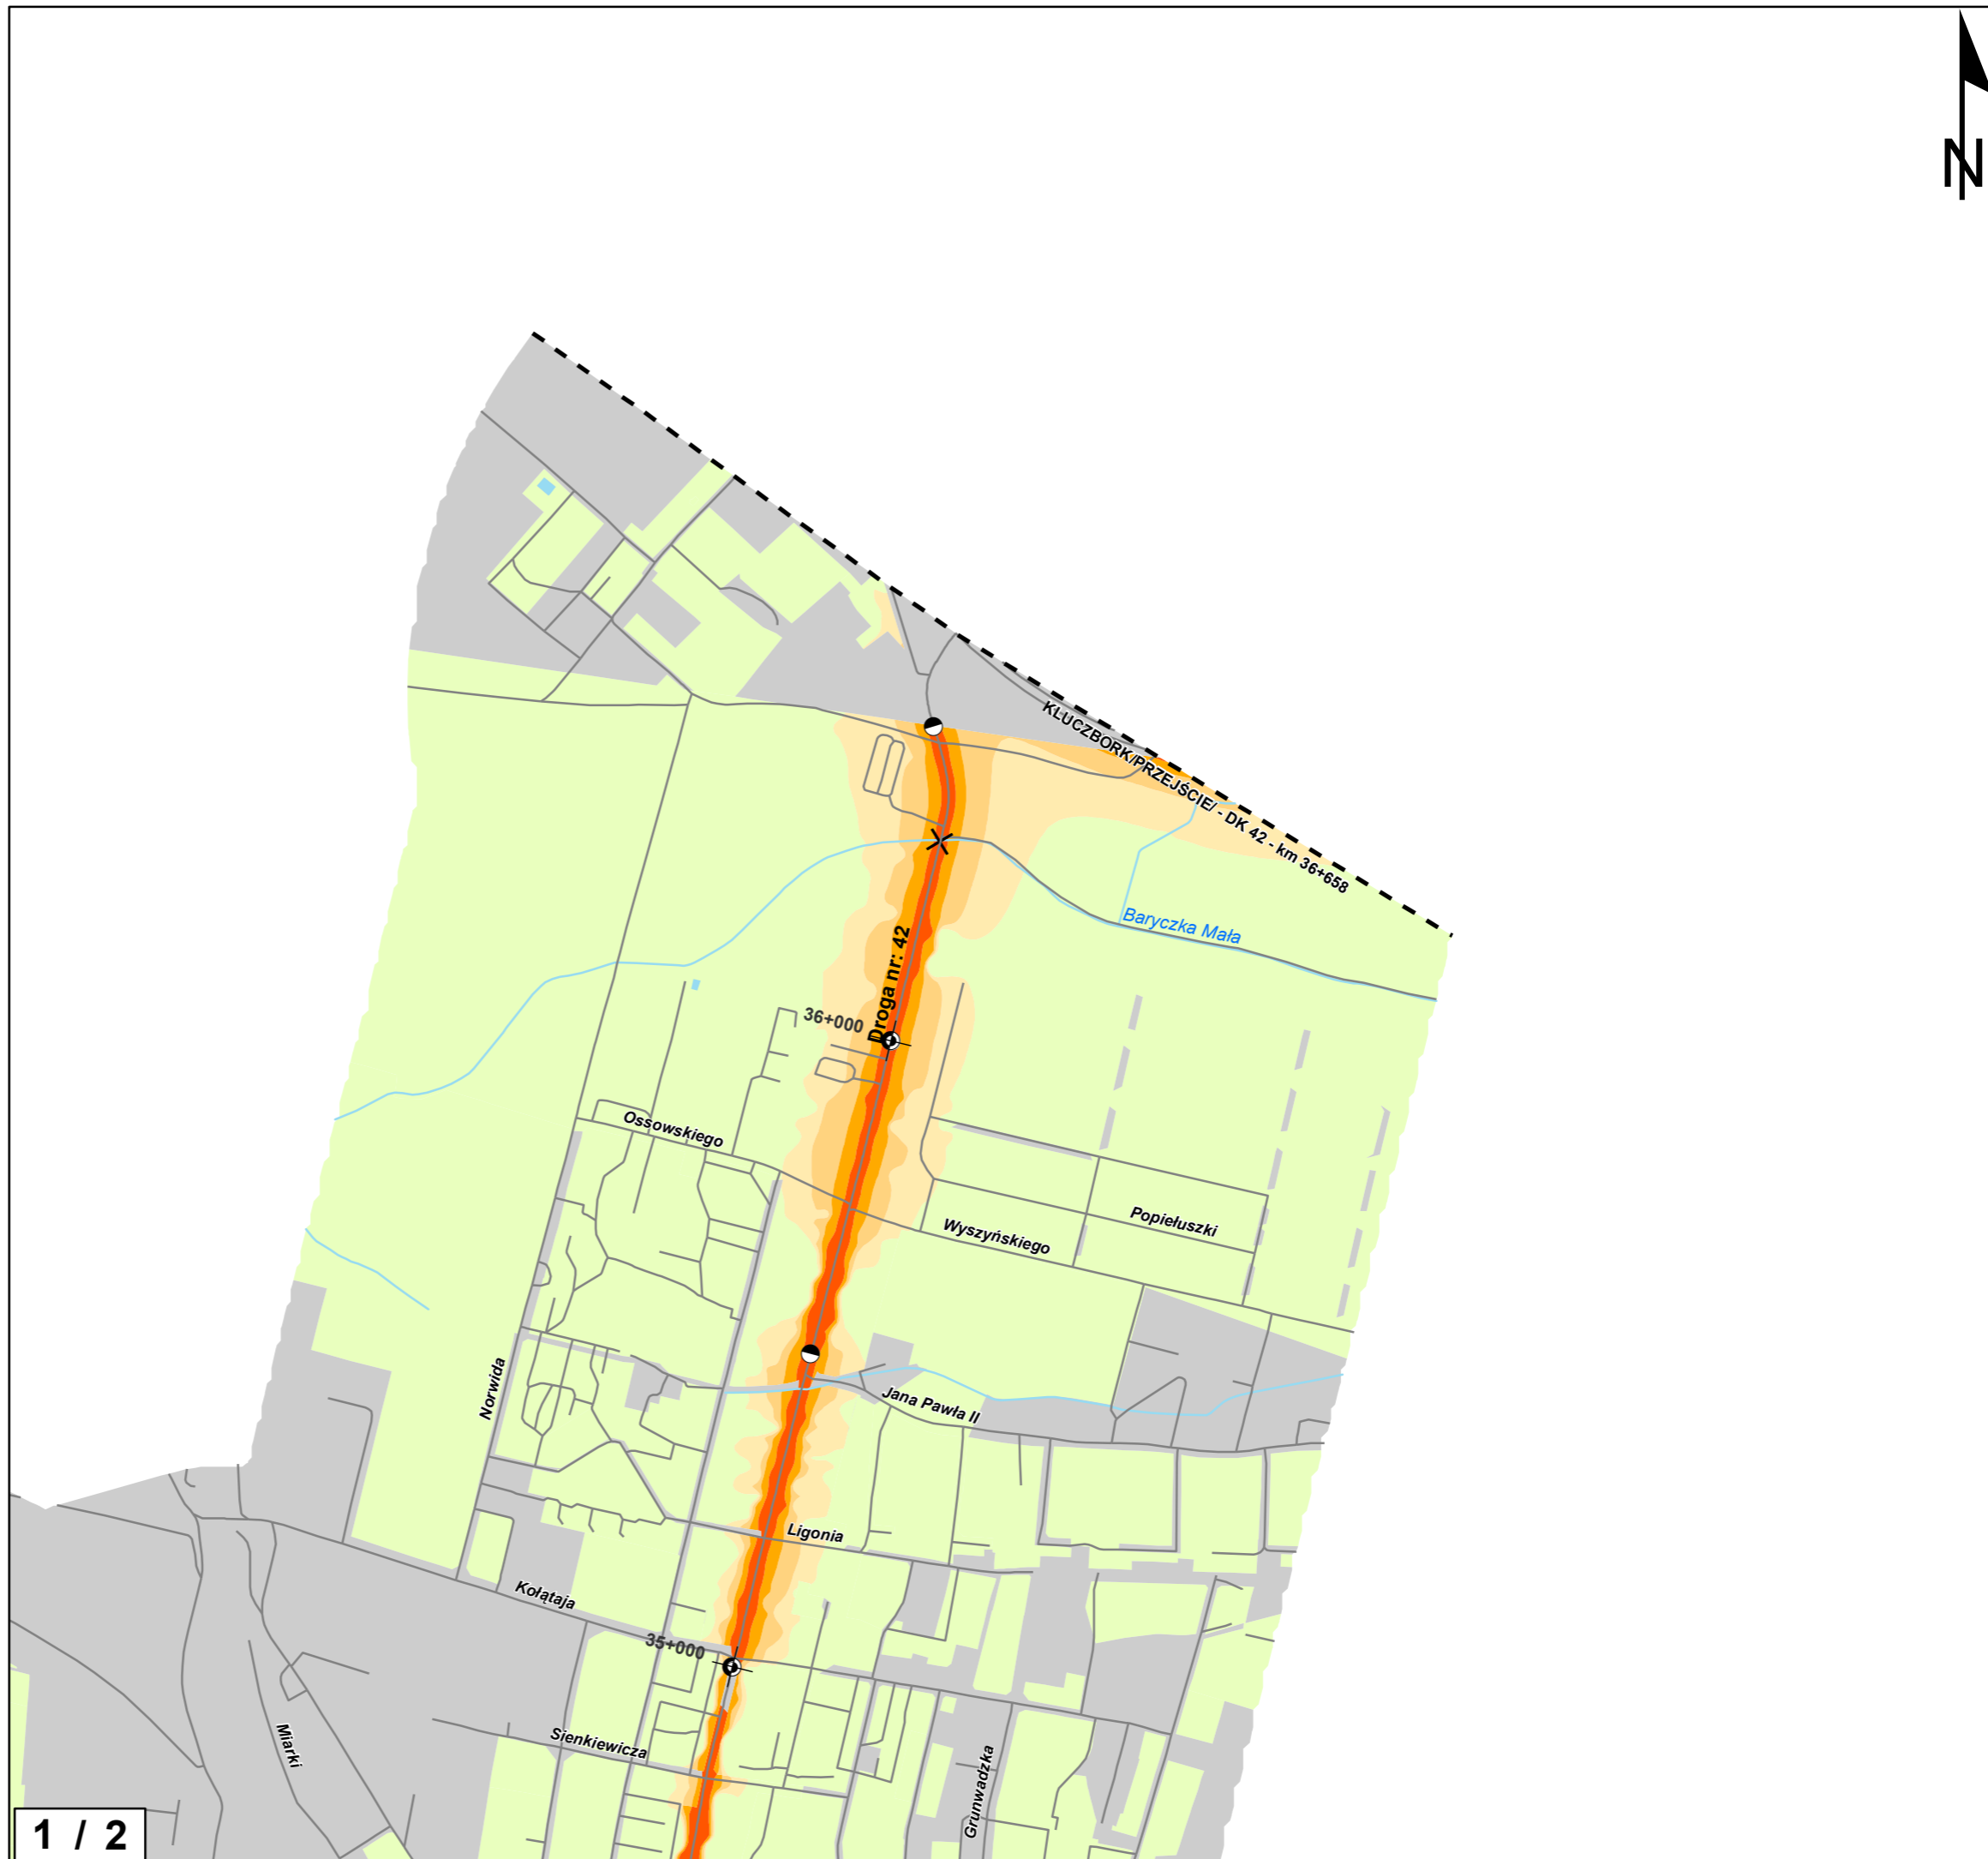 N
KLUCZBORK/PRZEJŚCIE/ - DK 42 - km 36+658
Baryczka Mała
Droga nr: 42
36+000
Ossowskiego
Popiełuszki
Wyszyńskiego
Norwida
Jana Pawła II
Ligonia
Kołątaja
35+000
Sienkiewicza
Miarki
Grunwadzka
1 / 2